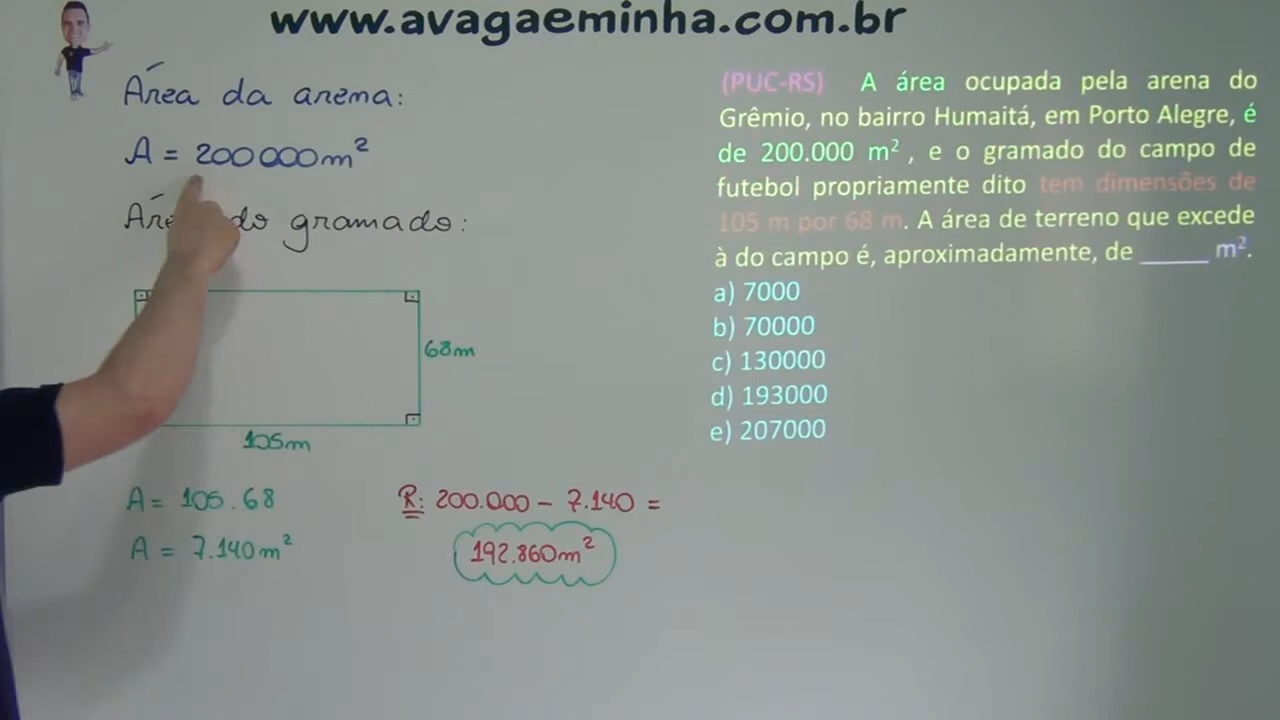 www.avagaeminha.com.br
Área da arena:
A = 200000m²
do gramado:
68m
105m
A = 105.68
A = 7.140m²
R: 200.000 - 7.140 =
192.860m²
(PUC-RS) A área ocupada pela arena do
Grêmio, no bairro Humaitá, em Porto Alegre, é
de 200.000 m² , e o gramado do campo de
futebol propriamente dito tem dimensões de
105 m por 68 m. A área de terreno que excede
à do campo é, aproximadamente, de _____ m².
a) 7000
b) 70000
c) 130000
d) 193000
e) 207000